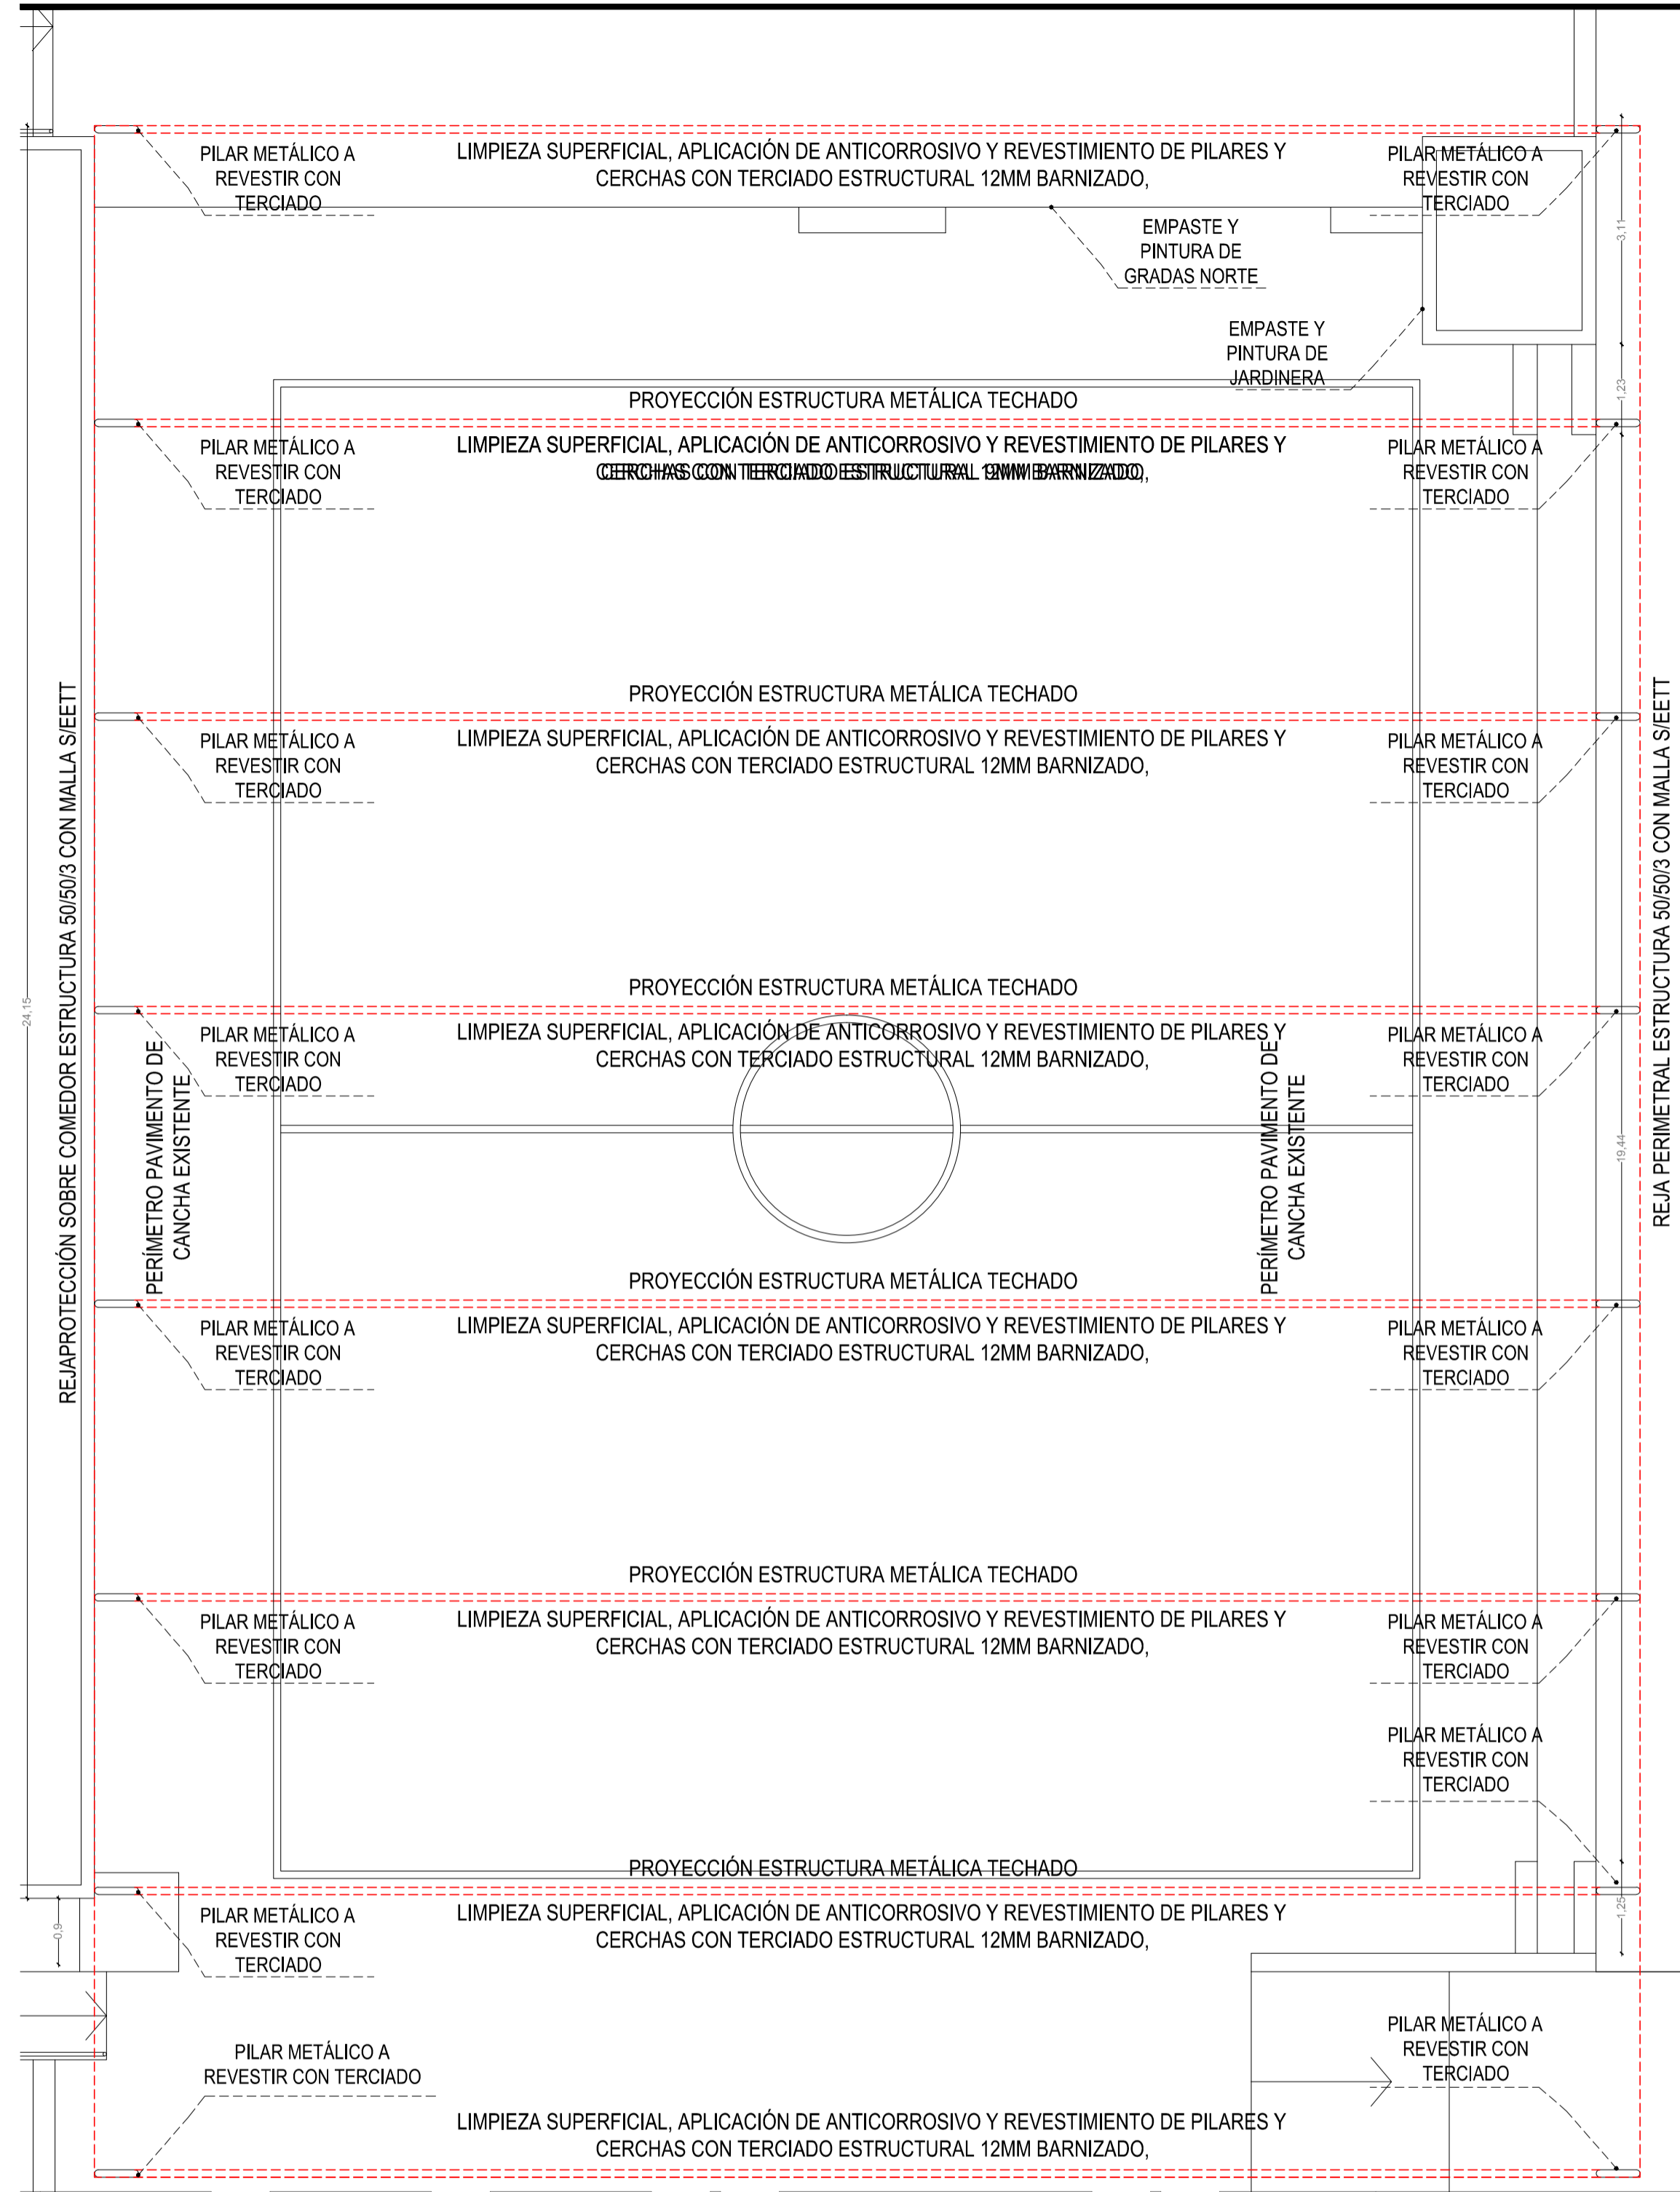 PILAR METÁLICO A
REVESTIR CON
TERCIADO
LIMPIEZA SUPERFICIAL, APLICACIÓN DE ANTICORROSIVO Y REVESTIMIENTO DE PILARES Y
CERCHAS CON TERCIADO ESTRUCTURAL 12MM BARNIZADO,
PILAR METÁLICO A
REVESTIR CON
TERCIADO
3,11
EMPASTE Y
PINTURA DE
GRADAS NORTE
EMPASTE Y
PINTURA DE
JARDINERA
1,23
PROYECCIÓN ESTRUCTURA METÁLICA TECHADO
PILAR METÁLICO A
REVESTIR CON
TERCIADO
LIMPIEZA SUPERFICIAL, APLICACIÓN DE ANTICORROSIVO Y REVESTIMIENTO DE PILARES Y
PILAR METÁLICO A
REVESTIR CON
TERCIADO
PROYECCIÓN ESTRUCTURA METÁLICA TECHADO
PILAR METÁLICO A
REVESTIR CON
TERCIADO
LIMPIEZA SUPERFICIAL, APLICACIÓN DE ANTICORROSIVO Y REVESTIMIENTO DE PILARES Y
CERCHAS CON TERCIADO ESTRUCTURAL 12MM BARNIZADO,
PILAR METÁLICO A
REVESTIR CON
TERCIADO
24,15
REJAPROTECCIÓN SOBRE COMEDOR ESTRUCTURA 50/50/3 CON MALLA S/EETT
REJA PERIMETRAL ESTRUCTURA 50/50/3 CON MALLA S/EETT
PROYECCIÓN ESTRUCTURA METÁLICA TECHADO
PILAR METÁLICO A
REVESTIR CON
TERCIADO
LIMPIEZA SUPERFICIAL, APLICACIÓN DE ANTICORROSIVO Y REVESTIMIENTO DE PILARES Y
CERCHAS CON TERCIADO ESTRUCTURAL 12MM BARNIZADO,
PILAR METÁLICO A
REVESTIR CON
TERCIADO
PERÍMETRO PAVIMENTO DE
CANCHA EXISTENTE
PERÍMETRO PAVIMENTO DE
CANCHA EXISTENTE
19,44
PROYECCIÓN ESTRUCTURA METÁLICA TECHADO
PILAR METÁLICO A
REVESTIR CON
TERCIADO
LIMPIEZA SUPERFICIAL, APLICACIÓN DE ANTICORROSIVO Y REVESTIMIENTO DE PILARES Y
CERCHAS CON TERCIADO ESTRUCTURAL 12MM BARNIZADO,
PILAR METÁLICO A
REVESTIR CON
TERCIADO
PROYECCIÓN ESTRUCTURA METÁLICA TECHADO
PILAR METÁLICO A
REVESTIR CON
TERCIADO
LIMPIEZA SUPERFICIAL, APLICACIÓN DE ANTICORROSIVO Y REVESTIMIENTO DE PILARES Y
CERCHAS CON TERCIADO ESTRUCTURAL 12MM BARNIZADO,
PILAR METÁLICO A
REVESTIR CON
TERCIADO
PILAR METÁLICO A
REVESTIR CON
TERCIADO
PROYECCIÓN ESTRUCTURA METÁLICA TECHADO
0,9
PILAR METÁLICO A
REVESTIR CON
TERCIADO
LIMPIEZA SUPERFICIAL, APLICACIÓN DE ANTICORROSIVO Y REVESTIMIENTO DE PILARES Y
CERCHAS CON TERCIADO ESTRUCTURAL 12MM BARNIZADO,
1,25
PILAR METÁLICO A
REVESTIR CON TERCIADO
PILAR METÁLICO A
REVESTIR CON
TERCIADO
LIMPIEZA SUPERFICIAL, APLICACIÓN DE ANTICORROSIVO Y REVESTIMIENTO DE PILARES Y
CERCHAS CON TERCIADO ESTRUCTURAL 12MM BARNIZADO,